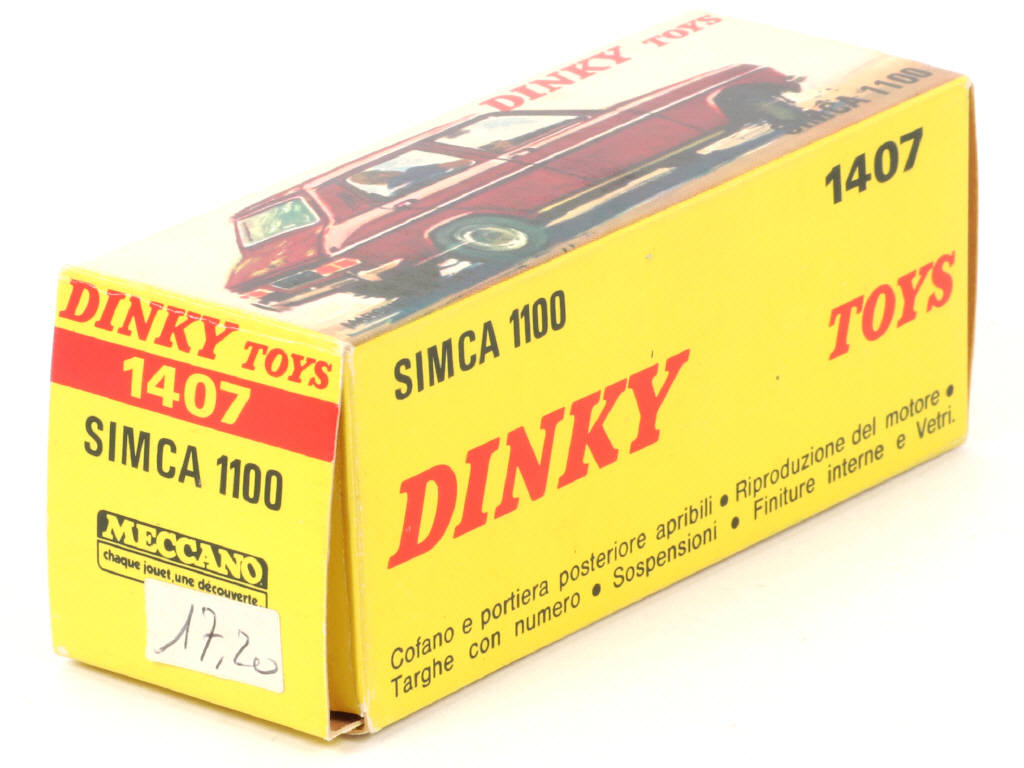 DINKY TOYS
SIMCA 1100
DINKY TOYS
1407
SIMCA 1100
MECCANO
chaque jouet, une découverte.
17,20
1407
SIMCA 1100
DINKY TOYS
Cofano e portiera posteriore apribili • Riproduzione del motore •
Targhe con numero • Sospensioni • Finiture interne e Vetri.